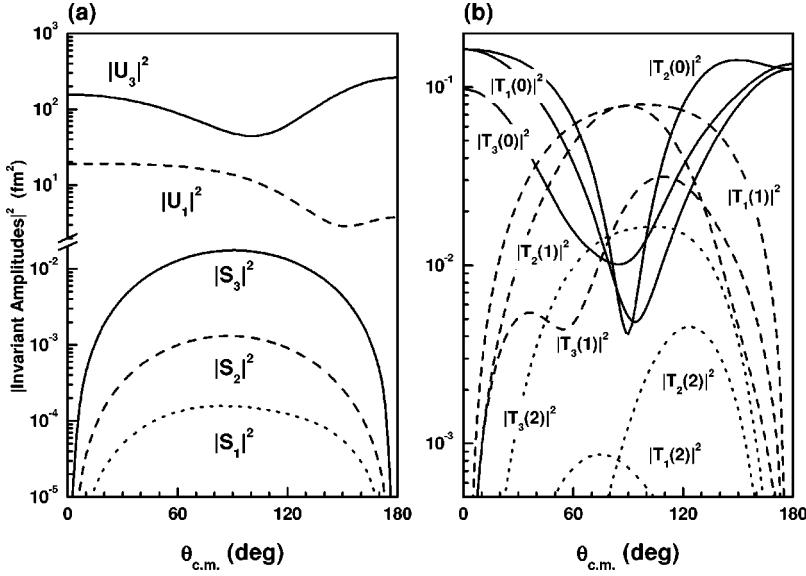 (a)
|Invariant Amplitudes|² (fm²)
10³
10²
10¹
10⁻²
10⁻³
10⁻⁴
10⁻⁵
|U₃|²
|U₁|²
|S₃|²
|S₂|²
|S₁|²
0 60 120 180
θc.m. (deg)
(b)
10⁻¹
10⁻²
10⁻³
|T₂(0)|²
|T₁(0)|²
|T₃(0)|²
|T₁(1)|²
|T₂(1)|²
|T₃(1)|²
|T₃(2)|²
|T₂(2)|²
|T₁(2)|²
0 60 120 180
θc.m. (deg)